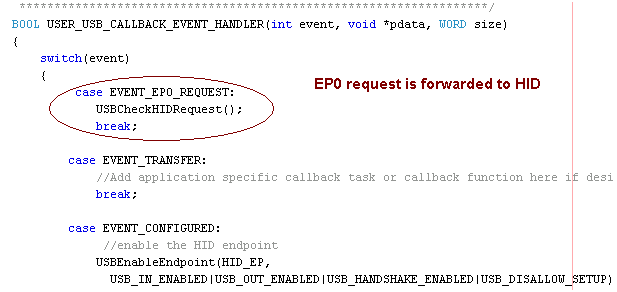 *******************************************************************/
BOOL USER_USB_CALLBACK_EVENT_HANDLER(int event, void *pdata, WORD size)
{
switch(event)
{
case EVENT_EP0_REQUEST:
EP0 request is forwarded to HID
USBCheckHIDRequest();
break;
case EVENT_TRANSFER:
//Add application specific callback task or callback function here if desi
break;
case EVENT_CONFIGURED:
//enable the HID endpoint
USBEnableEndpoint(HID_EP,
USB_IN_ENABLED|USB_OUT_ENABLED|USB_HANDSHAKE_ENABLED|USB_DISALLOW_SETUP)